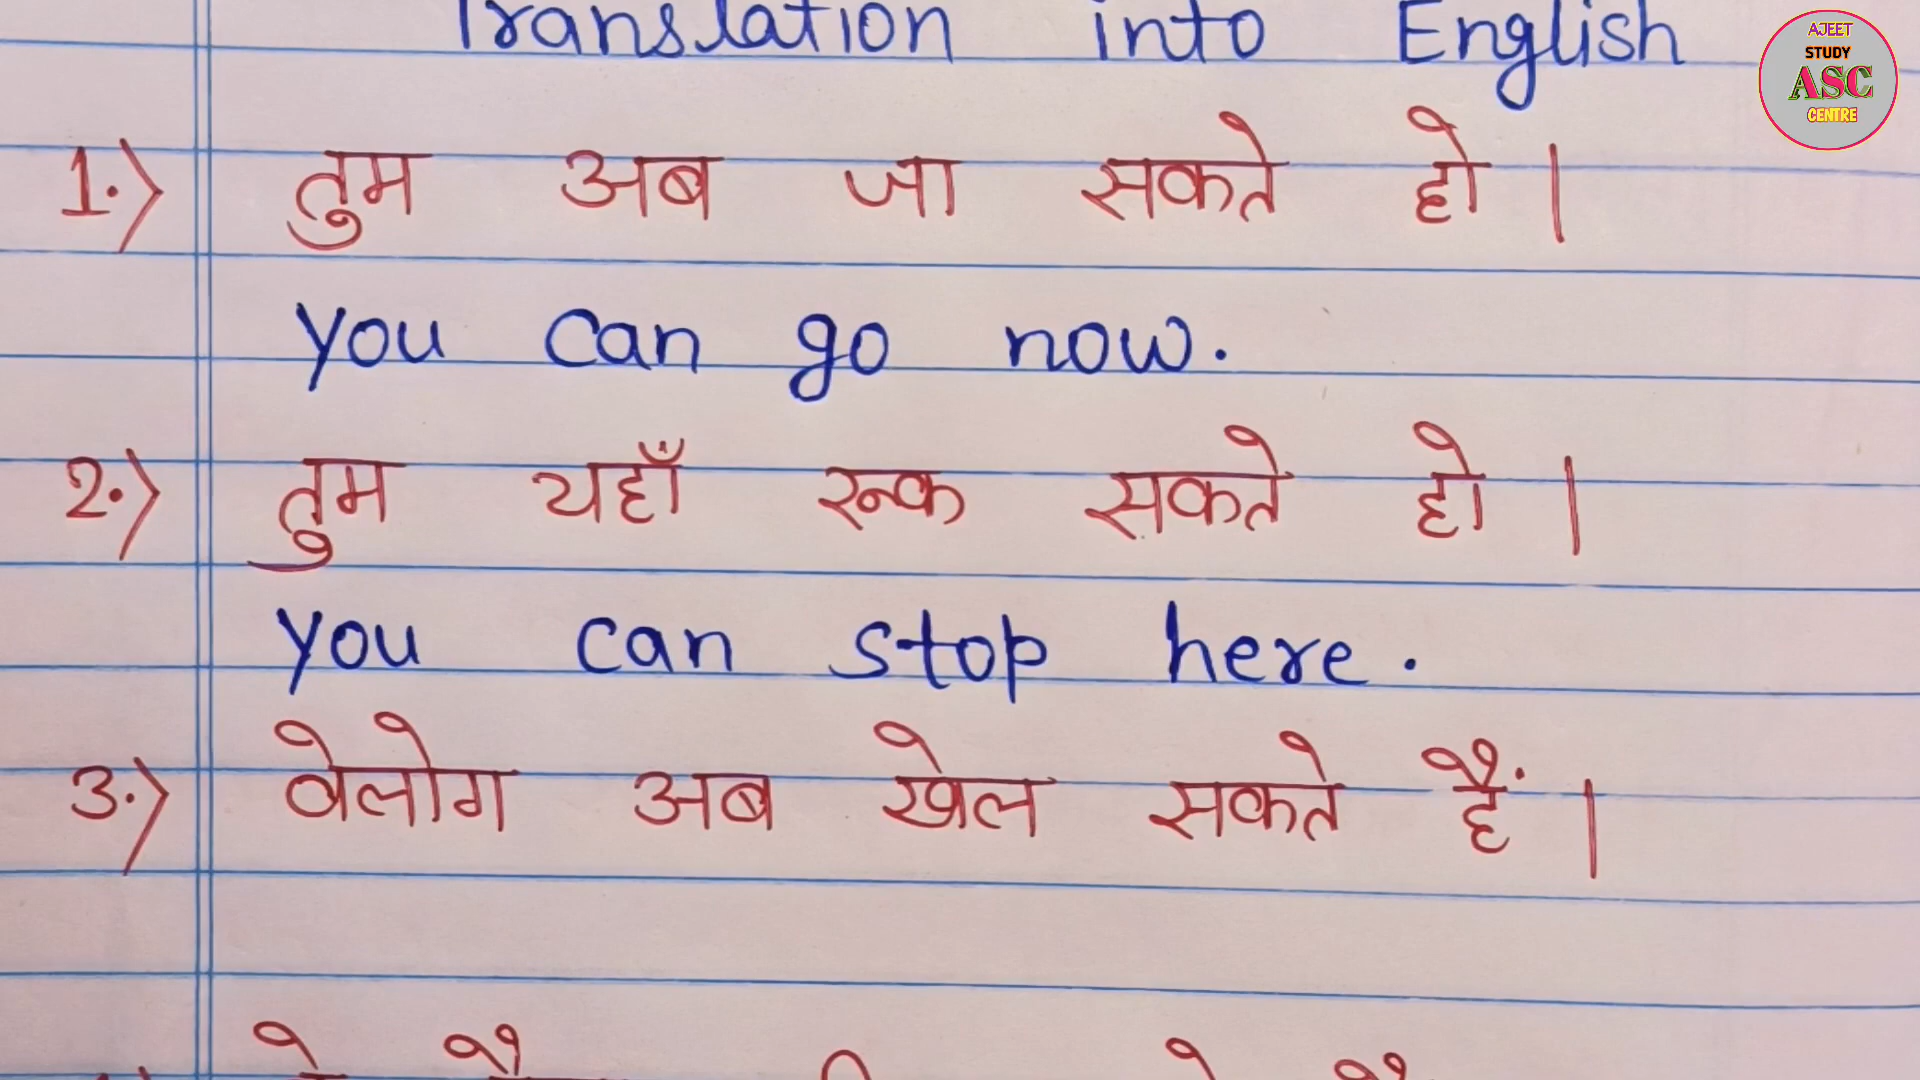 Translation into English
AJEET
STUDY
ASC
CENTRE
1.) तुम अब जा सकते हो।
you can go now.
2.) तुम यहाँ रूक सकते हो।
you can stop here.
3.) वेलोग अब खेल सकते हैं।